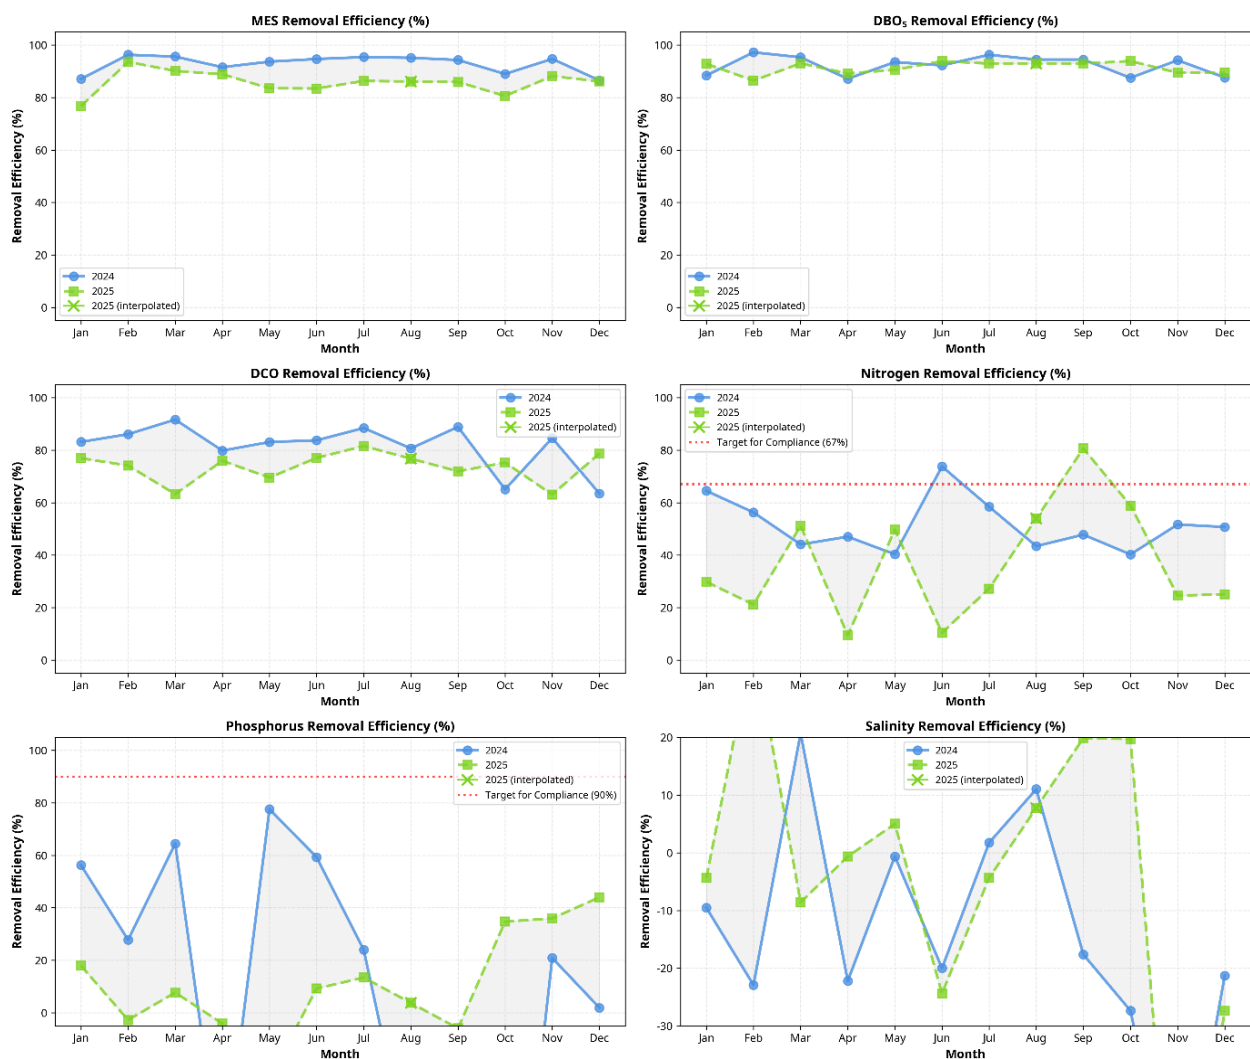 MES Removal Efficiency (%)
Removal Efficiency (%)
100
80
60
40
20
0
2024
2025
2025 (interpolated)
Jan Feb Mar Apr May Jun Jul Aug Sep Oct Nov Dec
Month
DBO₅ Removal Efficiency (%)
Removal Efficiency (%)
100
80
60
40
20
0
2024
2025
2025 (interpolated)
Jan Feb Mar Apr May Jun Jul Aug Sep Oct Nov Dec
Month
DCO Removal Efficiency (%)
Removal Efficiency (%)
100
80
60
40
20
0
2024
2025
2025 (interpolated)
Jan Feb Mar Apr May Jun Jul Aug Sep Oct Nov Dec
Month
Nitrogen Removal Efficiency (%)
Removal Efficiency (%)
100
80
60
40
20
0
2024
2025
2025 (interpolated)
Target for Compliance (67%)
Jan Feb Mar Apr May Jun Jul Aug Sep Oct Nov Dec
Month
Phosphorus Removal Efficiency (%)
Removal Efficiency (%)
100
80
60
40
20
0
2024
2025
2025 (interpolated)
Target for Compliance (90%)
Jan Feb Mar Apr May Jun Jul Aug Sep Oct Nov Dec
Month
Salinity Removal Efficiency (%)
Removal Efficiency (%)
20
10
0
-10
-20
-30
2024
2025
2025 (interpolated)
Jan Feb Mar Apr May Jun Jul Aug Sep Oct Nov Dec
Month